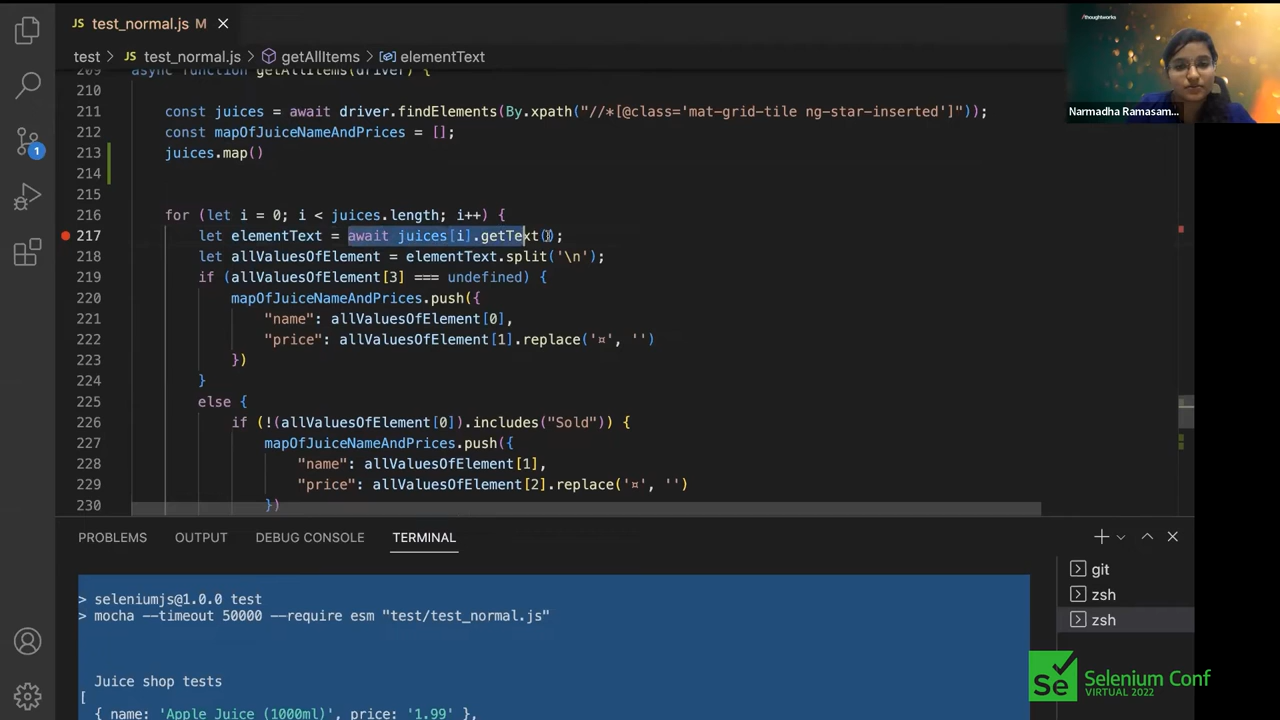 JS test_normal.js M
/thoughtworks
test > JS test_normal.js > getAllItems > elementText
Narmadha Ramasam...
209 async function getAllItems(driver) {
210
211 const juices = await driver.findElements(By.xpath("//*[@class='mat-grid-tile ng-star-inserted']"));
212 const mapOfJuiceNameAndPrices = [];
213 juices.map()
214
215
216 for (let i = 0; i < juices.length; i++) {
217 let elementText = await juices[i].getText();
218 let allValuesOfElement = elementText.split('\n');
219 if (allValuesOfElement[3] === undefined) {
220 mapOfJuiceNameAndPrices.push({
221 "name": allValuesOfElement[0],
222 "price": allValuesOfElement[1].replace('¤', '')
223 })
224 }
225 else {
226 if (!(allValuesOfElement[0]).includes("Sold")) {
227 mapOfJuiceNameAndPrices.push({
228 "name": allValuesOfElement[1],
229 "price": allValuesOfElement[2].replace('¤', '')
230 })
1
PROBLEMS OUTPUT DEBUG CONSOLE TERMINAL
> seleniumjs@1.0.0 test
> mocha --timeout 50000 --require esm "test/test_normal.js"
Juice shop tests
[
{ name: 'Apple Juice (1000ml)', price: '1.99' },
git
zsh
zsh
Se Selenium Conf
VIRTUAL 2022